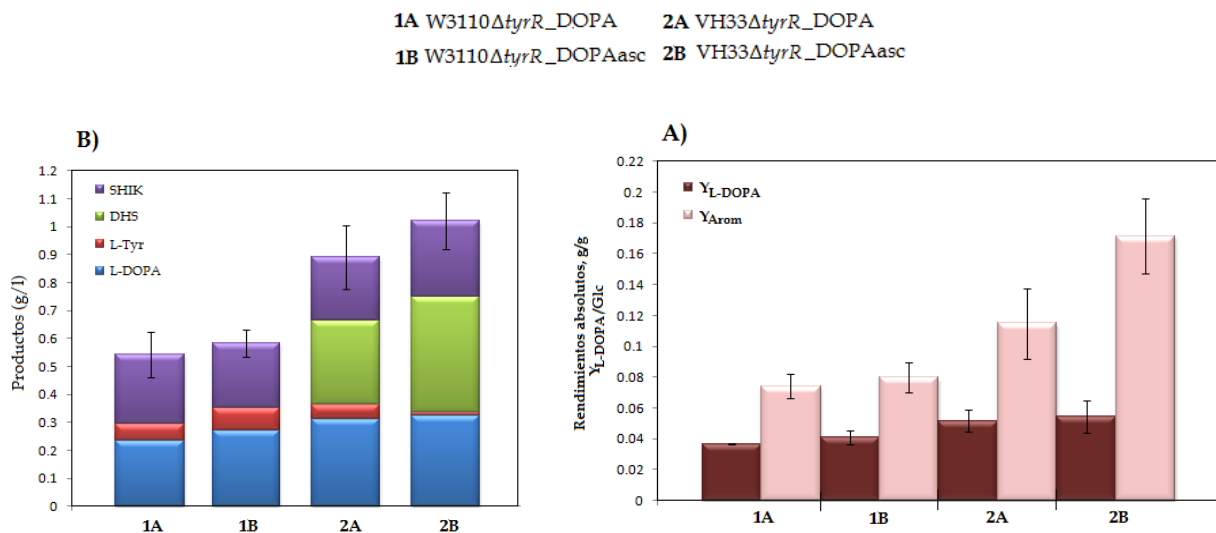 1A W3110ΔtyrR_DOPA 2A VH33ΔtyrR_DOPA
1B W3110ΔtyrR_DOPAasc 2B VH33ΔtyrR_DOPAasc
B)
Productos (g/l)
1.2
1.1
1
0.9
0.8
0.7
0.6
0.5
0.4
0.3
0.2
0.1
0
SHIK
DHS
L-Tyr
L-DOPA
1A 1B 2A 2B
A)
Rendimientos absolutos, g/g
Y_L-DOPA/Glc
0.22
0.2
0.18
0.16
0.14
0.12
0.1
0.08
0.06
0.04
0.02
0
Y_L-DOPA
Y_Arom
1A 1B 2A 2B